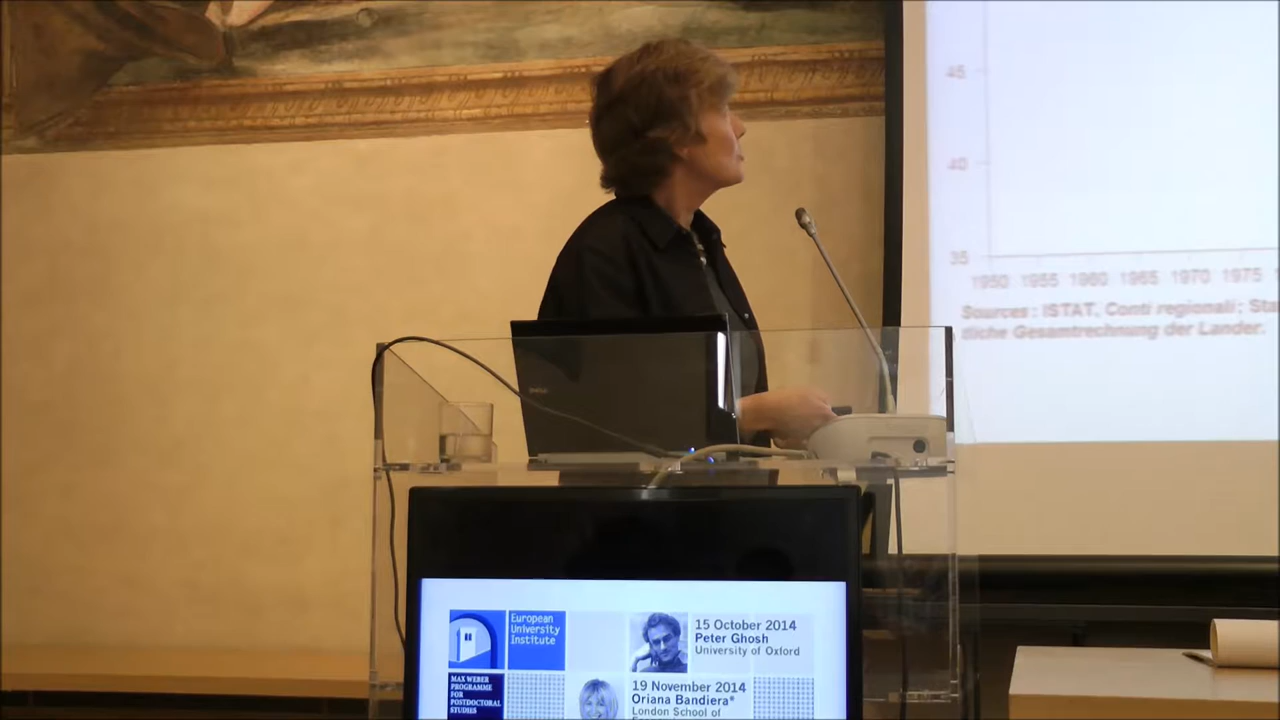 45
40
35
1950 1955 1960 1965 1970 1975
Sources: ISTAT, Conti regionali; Sta
tliche Gesamtrechnung der Lander.
DELL
European
University
Institute
15 October 2014
Peter Ghosh
University of Oxford
MAX WEBER
PROGRAMME
FOR
POSTDOCTORAL
STUDIES
19 November 2014
Oriana Bandiera*
London School of